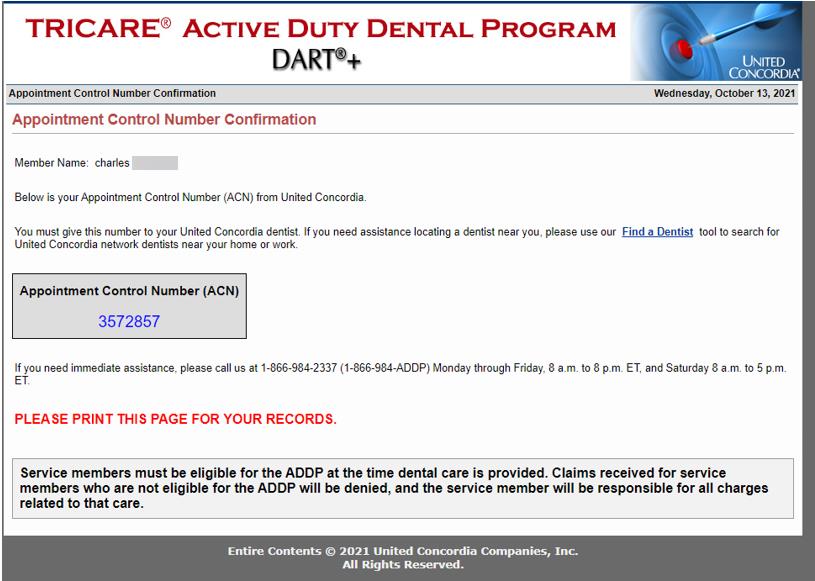 TRICARE® ACTIVE DUTY DENTAL PROGRAM
DART®+
UNITED
CONCORDIA®
Appointment Control Number Confirmation
Wednesday, October 13, 2021
Appointment Control Number Confirmation
Member Name: charles
Below is your Appointment Control Number (ACN) from United Concordia.
You must give this number to your United Concordia dentist. If you need assistance locating a dentist near you, please use our Find a Dentist tool to search for
United Concordia network dentists near your home or work.
Appointment Control Number (ACN)
3572857
If you need immediate assistance, please call us at 1-866-984-2337 (1-866-984-ADDP) Monday through Friday, 8 a.m. to 8 p.m. ET, and Saturday 8 a.m. to 5 p.m.
ET.
PLEASE PRINT THIS PAGE FOR YOUR RECORDS.
Service members must be eligible for the ADDP at the time dental care is provided. Claims received for service
members who are not eligible for the ADDP will be denied, and the service member will be responsible for all charges
related to that care.
Entire Contents © 2021 United Concordia Companies, Inc.
All Rights Reserved.